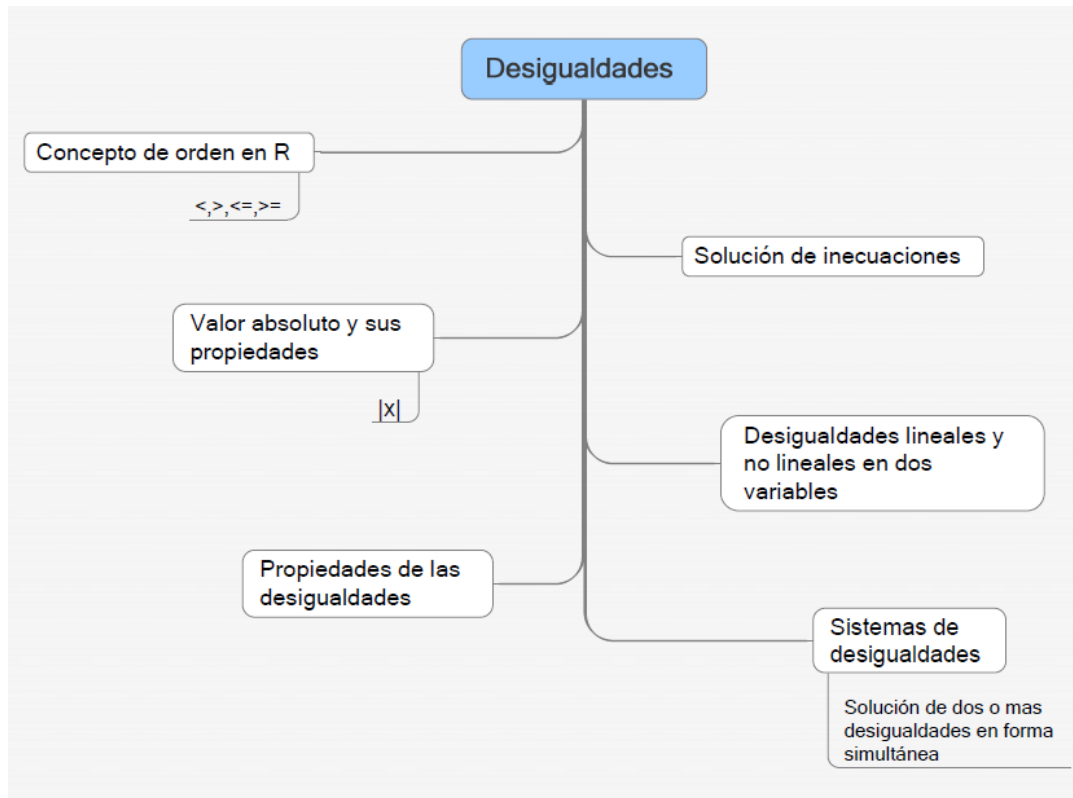 Desigualdades
Concepto de orden en R
<,>,<=,>=
Solución de inecuaciones
Valor absoluto y sus
propiedades
|x|
Desigualdades lineales y
no lineales en dos
variables
Propiedades de las
desigualdades
Sistemas de
desigualdades
Solución de dos o mas
desigualdades en forma
simultánea